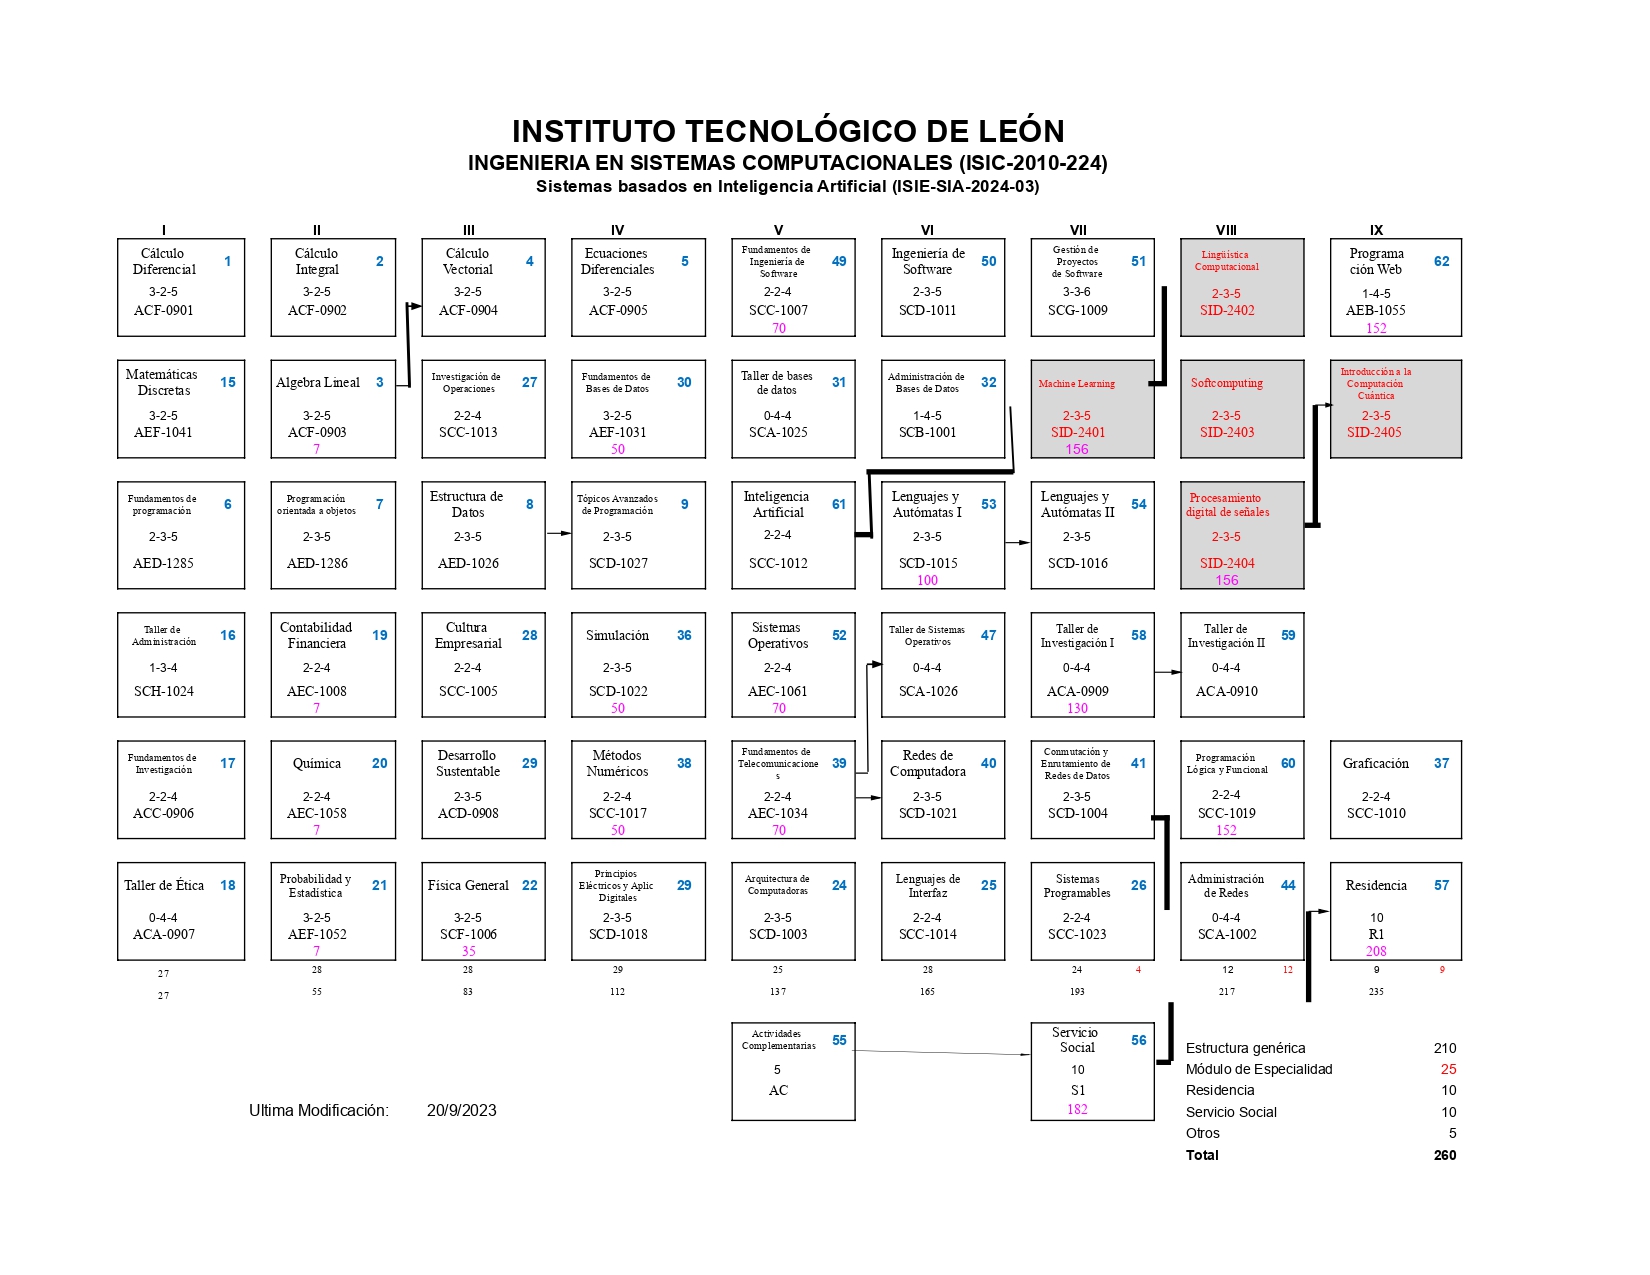 INSTITUTO TECNOLÓGICO DE LEÓN
INGENIERIA EN SISTEMAS COMPUTACIONALES (ISIC-2010-224)
Sistemas basados en Inteligencia Artificial (ISIE-SIA-2024-03)
I II III IV V VI VII VIII IX
Cálculo
Diferencial 1
3-2-5
ACF-0901
Cálculo
Integral 2
3-2-5
ACF-0902
Cálculo
Vectorial 4
3-2-5
ACF-0904
Ecuaciones
Diferenciales 5
3-2-5
ACF-0905
Fundamentos de
Ingeniería de 49
Software
2-2-4
SCC-1007
70
Ingeniería de
Software 50
2-3-5
SCD-1011
Gestión de
Proyectos 51
de Software
3-3-6
SCG-1009
Lingüística
Computacional
2-3-5
SID-2402
Programa
ción Web 62
1-4-5
AEB-1055
152
Matemáticas
Discretas 15
3-2-5
AEF-1041
Algebra Lineal 3
3-2-5
ACF-0903
7
Investigación de
Operaciones 27
2-2-4
SCC-1013
Fundamentos de
Bases de Datos 30
3-2-5
AEF-1031
50
Taller de bases
de datos 31
0-4-4
SCA-1025
Administración de
Bases de Datos 32
1-4-5
SCB-1001
Machine Learning
2-3-5
SID-2401
156
Softcomputing
2-3-5
SID-2403
Introducción a la
Computación
Cuántica
2-3-5
SID-2405
Fundamentos de
programación 6
2-3-5
AED-1285
Programación
orientada a objetos 7
2-3-5
AED-1286
Estructura de
Datos 8
2-3-5
AED-1026
Tópicos Avanzados
de Programación 9
2-3-5
SCD-1027
Inteligencia
Artificial 61
2-2-4
SCC-1012
Lenguajes y
Autómatas I 53
2-3-5
SCD-1015
100
Lenguajes y
Autómatas II 54
2-3-5
SCD-1016
Procesamiento
digital de señales
2-3-5
SID-2404
156
Taller de
Administración 16
1-3-4
SCH-1024
Contabilidad
Financiera 19
2-2-4
AEC-1008
7
Cultura
Empresarial 28
2-2-4
SCC-1005
Simulación 36
2-3-5
SCD-1022
50
Sistemas
Operativos 52
2-2-4
AEC-1061
70
Taller de Sistemas
Operativos 47
0-4-4
SCA-1026
Taller de
Investigación I 58
0-4-4
ACA-0909
130
Taller de
Investigación II 59
0-4-4
ACA-0910
Fundamentos de
Investigación 17
2-2-4
ACC-0906
Química 20
2-2-4
AEC-1058
7
Desarrollo
Sustentable 29
2-3-5
ACD-0908
Métodos
Numéricos 38
2-2-4
SCC-1017
50
Fundamentos de
Telecomunicacione 39
s
2-2-4
AEC-1034
70
Redes de
Computadora 40
2-3-5
SCD-1021
Conmutación y
Enrutamiento de 41
Redes de Datos
2-3-5
SCD-1004
Programación
Lógica y Funcional 60
2-2-4
SCC-1019
152
Graficación 37
2-2-4
SCC-1010
Taller de Ética 18
0-4-4
ACA-0907
Probabilidad y
Estadística 21
3-2-5
AEF-1052
7
Física General 22
3-2-5
SCF-1006
35
Principios
Eléctricos y Aplic 29
Digitales
2-3-5
SCD-1018
Arquitectura de
Computadoras 24
2-3-5
SCD-1003
Lenguajes de
Interfaz 25
2-2-4
SCC-1014
Sistemas
Programables 26
2-2-4
SCC-1023
Administración
de Redes 44
0-4-4
SCA-1002
Residencia 57
10
R1
208
27 28 28 29 25 28 24 4 12 12 9 9
27 55 83 112 137 165 193 217 235
Actividades
Complementarias 55
5
AC
Servicio
Social 56
10
S1
182
Estructura genérica 210
Módulo de Especialidad 25
Residencia 10
Servicio Social 10
Otros 5
Total 260
Ultima Modificación: 20/9/2023